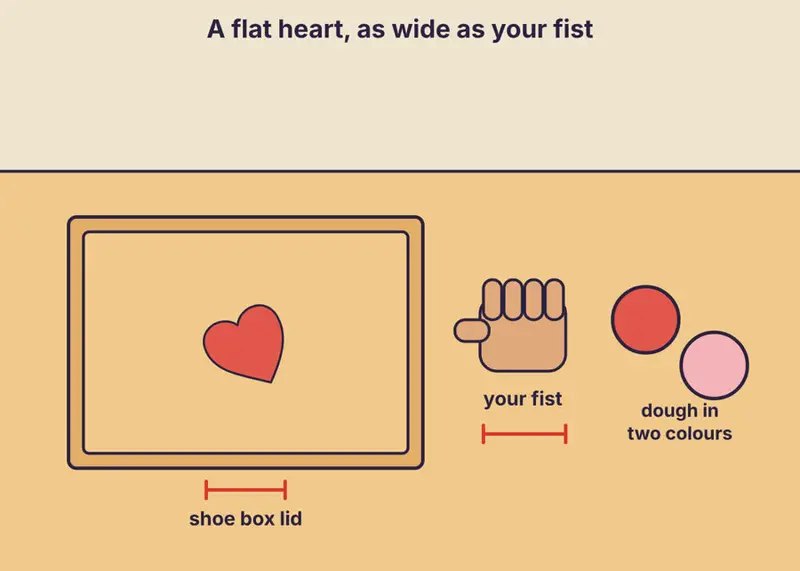 A flat heart, as wide as your fist
your fist
dough in
two colours
shoe box lid